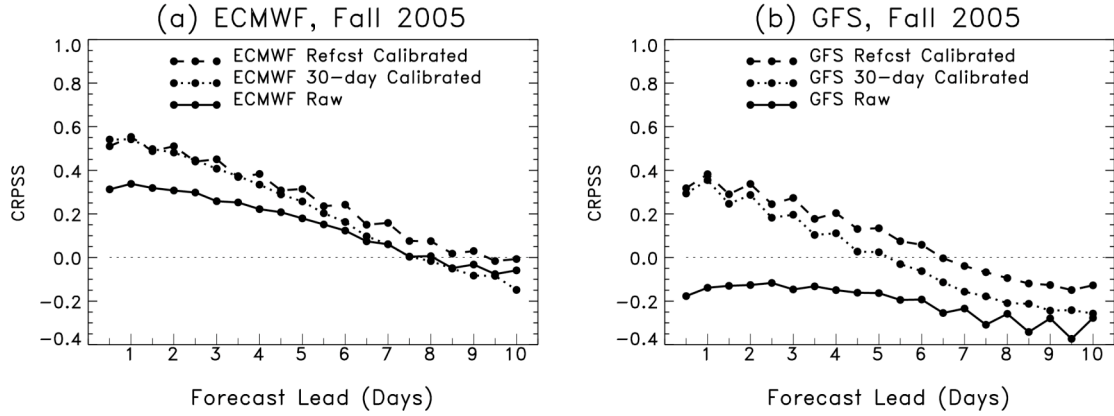 (a) ECMWF, Fall 2005
1.0
0.8
0.6
0.4
0.2
0.0
−0.2
−0.4
CRPSS
ECMWF Refcst Calibrated
ECMWF 30-day Calibrated
ECMWF Raw
1 2 3 4 5 6 7 8 9 10
Forecast Lead (Days)
(b) GFS, Fall 2005
1.0
0.8
0.6
0.4
0.2
0.0
−0.2
−0.4
CRPSS
GFS Refcst Calibrated
GFS 30-day Calibrated
GFS Raw
1 2 3 4 5 6 7 8 9 10
Forecast Lead (Days)